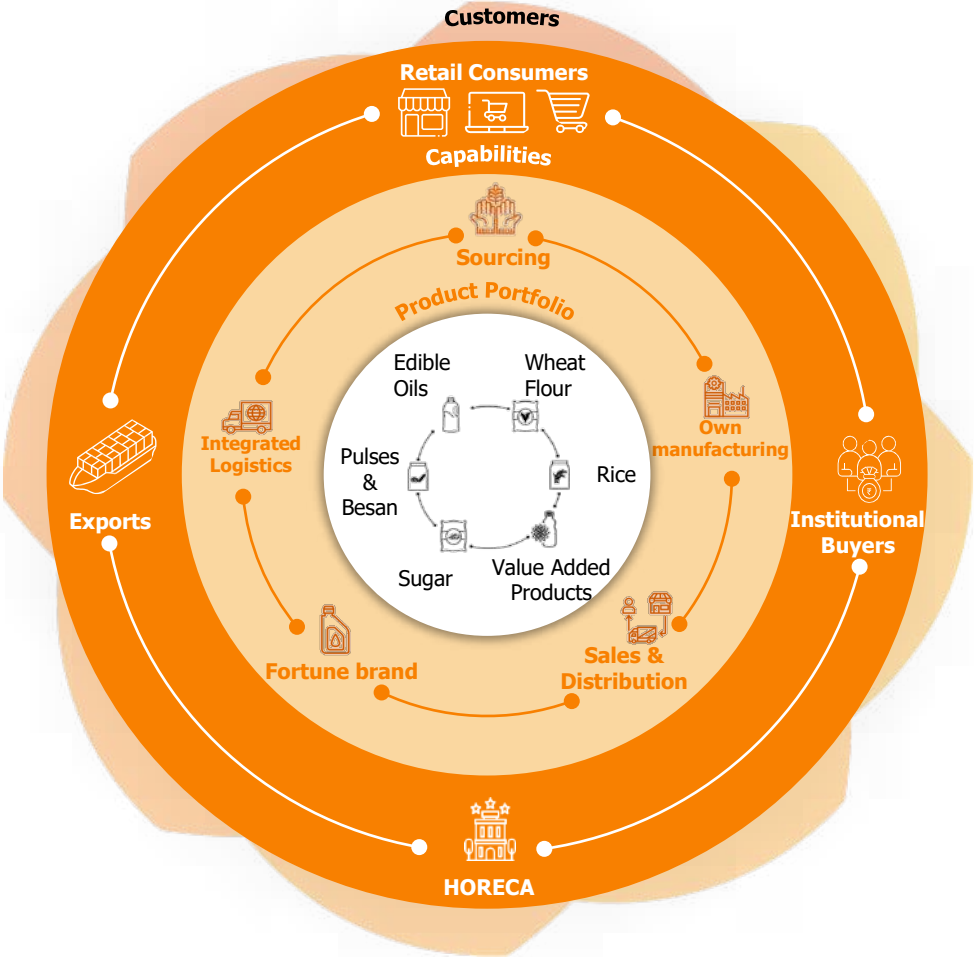 Customers
Retail Consumers
Capabilities
Sourcing
Product Portfolio
Edible
Oils
Wheat
Flour
Integrated
Logistics
Own
manufacturing
Pulses
&
Besan
Rice
Exports
Institutional
Buyers
Sugar
Value Added
Products
Fortune brand
Sales &
Distribution
HORECA